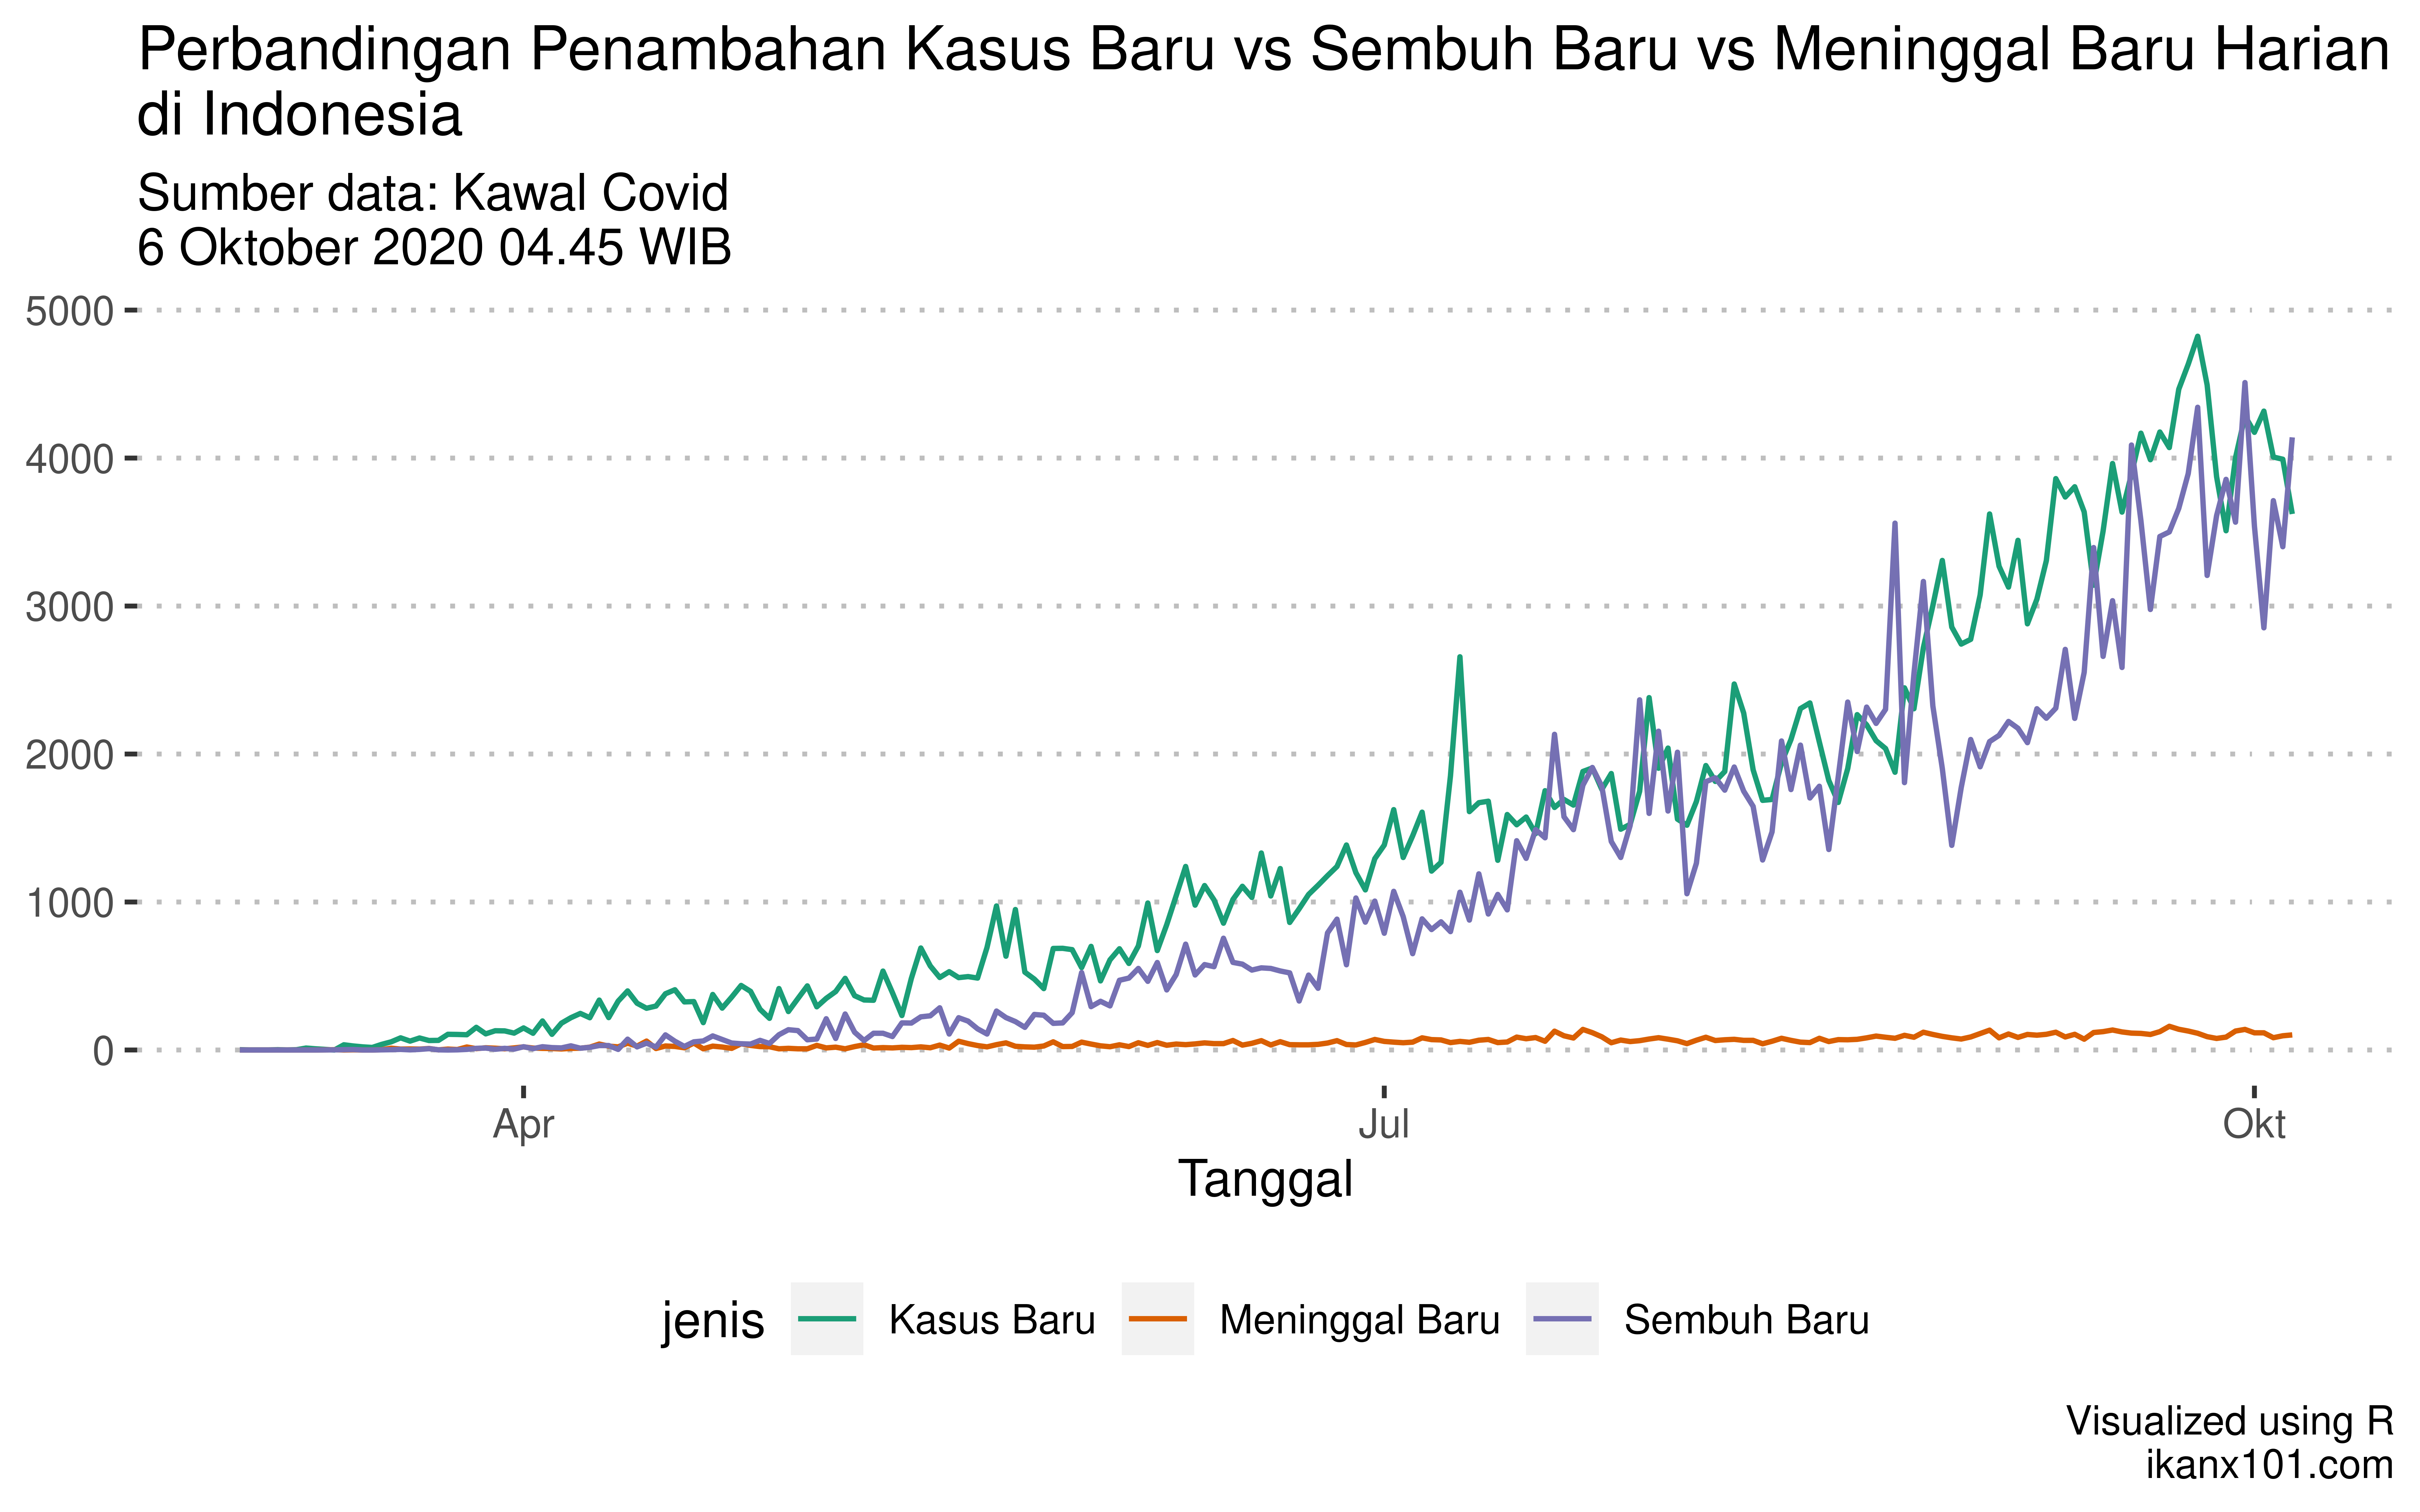 Perbandingan Penambahan Kasus Baru vs Sembuh Baru vs Meninggal Baru Harian
di Indonesia
Sumber data: Kawal Covid
6 Oktober 2020 04.45 WIB
5000
4000
3000
2000
1000
0
Apr Jul Okt
Tanggal
jenis Kasus Baru Meninggal Baru Sembuh Baru
Visualized using R
ikanx101.com